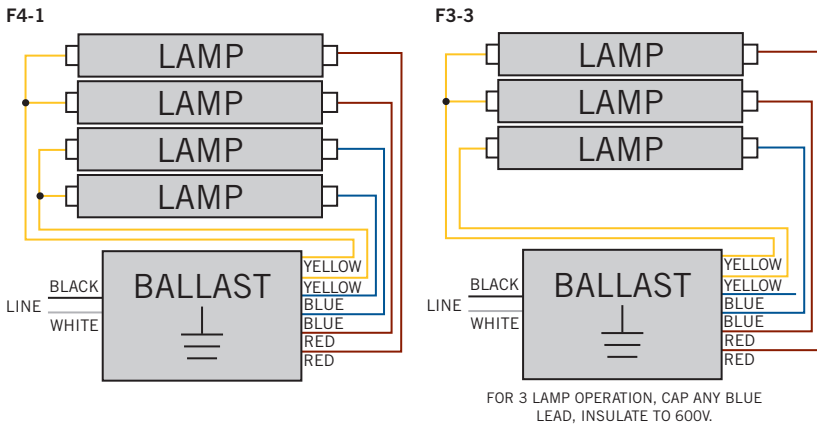 F4-1
LAMP
LAMP
LAMP
LAMP
BALLAST
LINE
BLACK
WHITE
YELLOW
YELLOW
BLUE
BLUE
RED
RED
F3-3
LAMP
LAMP
LAMP
BALLAST
LINE
BLACK
WHITE
YELLOW
YELLOW
BLUE
BLUE
RED
RED
FOR 3 LAMP OPERATION, CAP ANY BLUE
LEAD, INSULATE TO 600V.